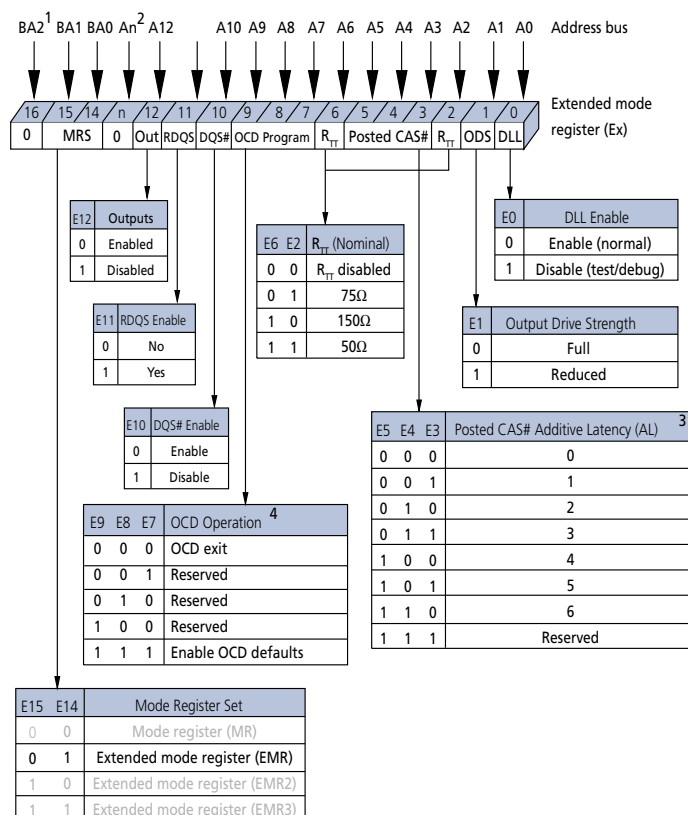 BA2 1 BA1 BA0 An 2 A12 A10 A9 A8 A7 A6 A5 A4 A3 A2 A1 A0 Address bus
16 15 14 n 12 11 10 9 8 7 6 5 4 3 2 1 0
Extended mode
register (Ex)
0 MRS 0 Out RDQS DQS# OCD Program RTT Posted CAS# RTT ODS DLL
E12 Outputs
0 Enabled
1 Disabled
E6 E2 RTT (Nominal)
0 0 RTT disabled
0 1 75Ω
1 0 150Ω
1 1 50Ω
E0 DLL Enable
0 Enable (normal)
1 Disable (test/debug)
E11 RDQS Enable
0 No
1 Yes
E1 Output Drive Strength
0 Full
1 Reduced
E10 DQS# Enable
0 Enable
1 Disable
E5 E4 E3 Posted CAS# Additive Latency (AL) 3
0 0 0 0
0 0 1 1
0 1 0 2
0 1 1 3
1 0 0 4
1 0 1 5
1 1 0 6
1 1 1 Reserved
E9 E8 E7 OCD Operation 4
0 0 0 OCD exit
0 0 1 Reserved
0 1 0 Reserved
1 0 0 Reserved
1 1 1 Enable OCD defaults
E15 E14 Mode Register Set
0 0 Mode register (MR)
0 1 Extended mode register (EMR)
1 0 Extended mode register (EMR2)
1 1 Extended mode register (EMR3)